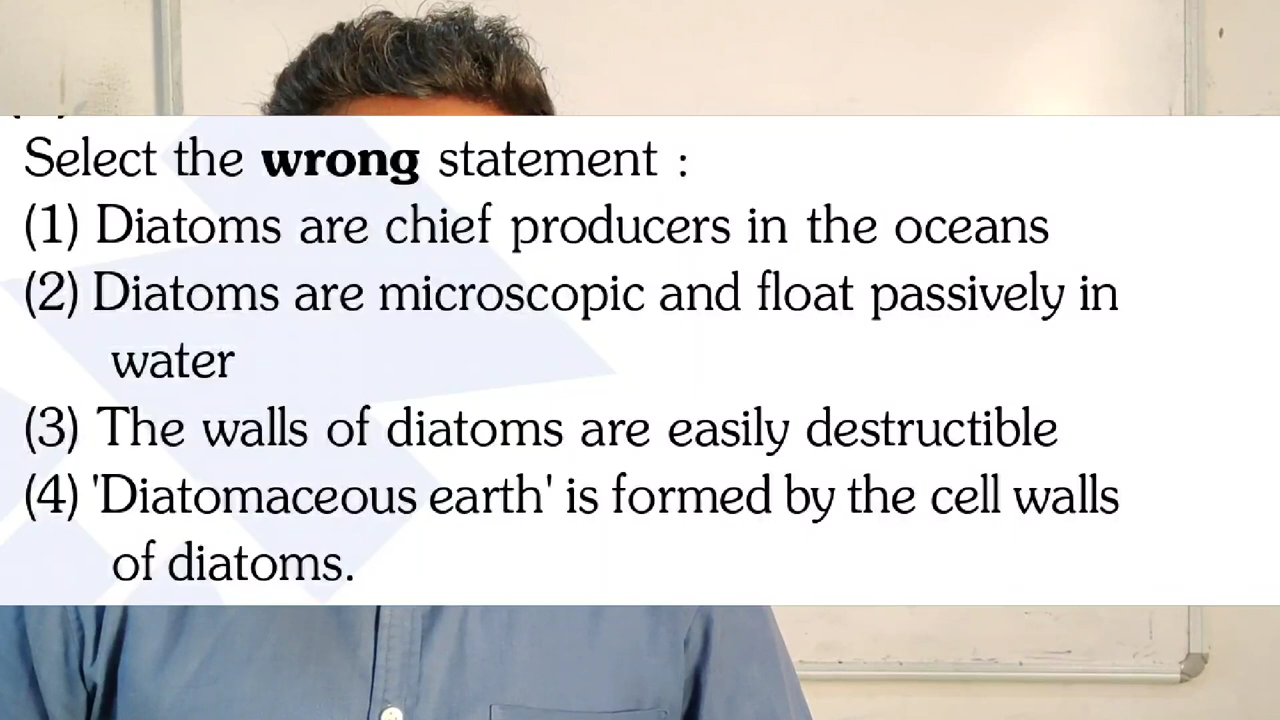 Select the wrong statement :
(1) Diatoms are chief producers in the oceans
(2) Diatoms are microscopic and float passively in
water
(3) The walls of diatoms are easily destructible
(4) 'Diatomaceous earth' is formed by the cell walls
of diatoms.